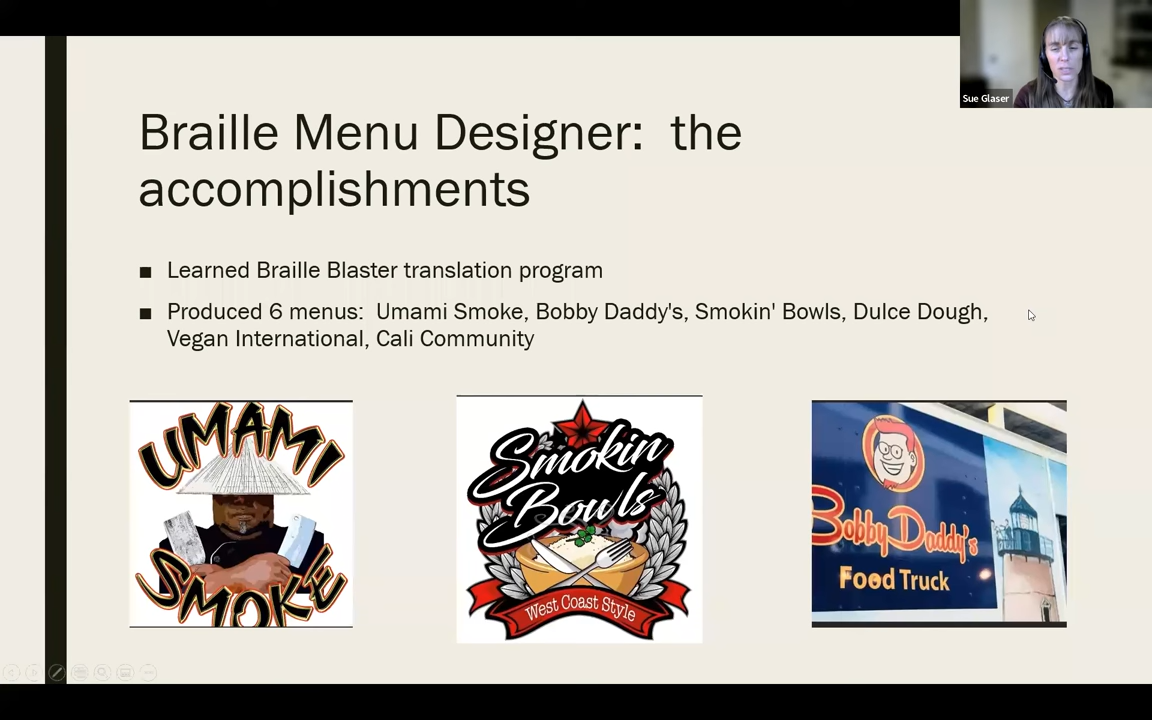 Sue Glaser
Braille Menu Designer:  the
accomplishments
■ Learned Braille Blaster translation program
■ Produced 6 menus:  Umami Smoke, Bobby Daddy's, Smokin' Bowls, Dulce Dough,
Vegan International, Cali Community
UMAMI
SMOKE
Smokin
Bowls
West Coast Style
Bobby Daddy's
Food Truck